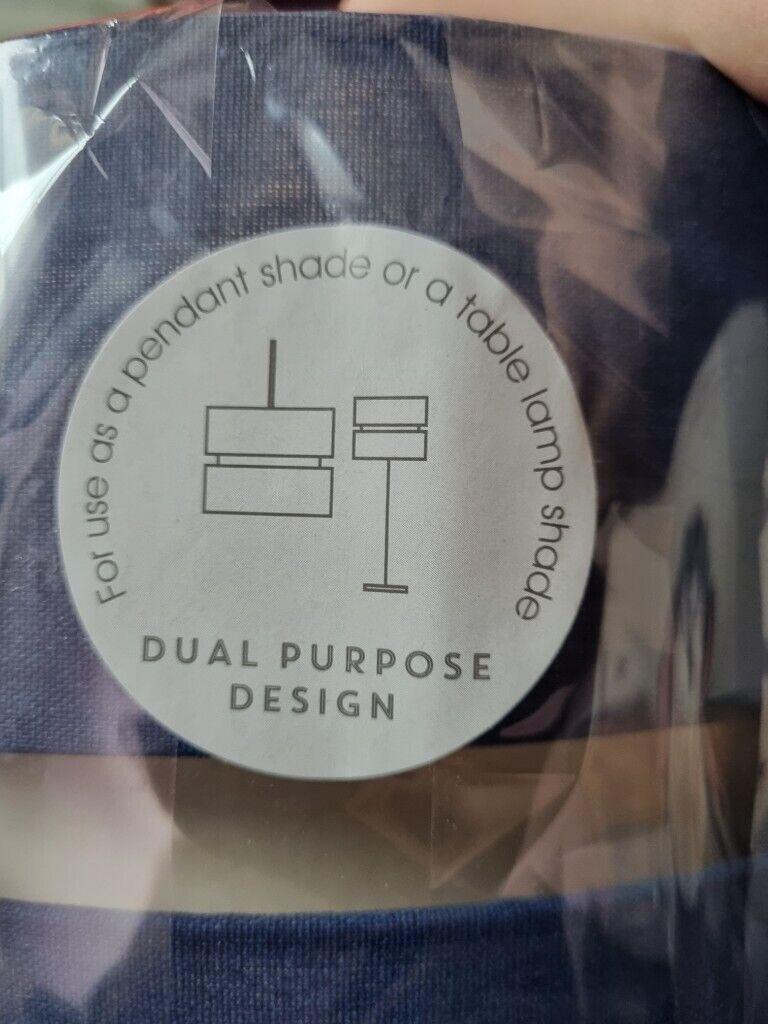 For use as a pendant shade or a table lamp shade
DUAL PURPOSE
DESIGN